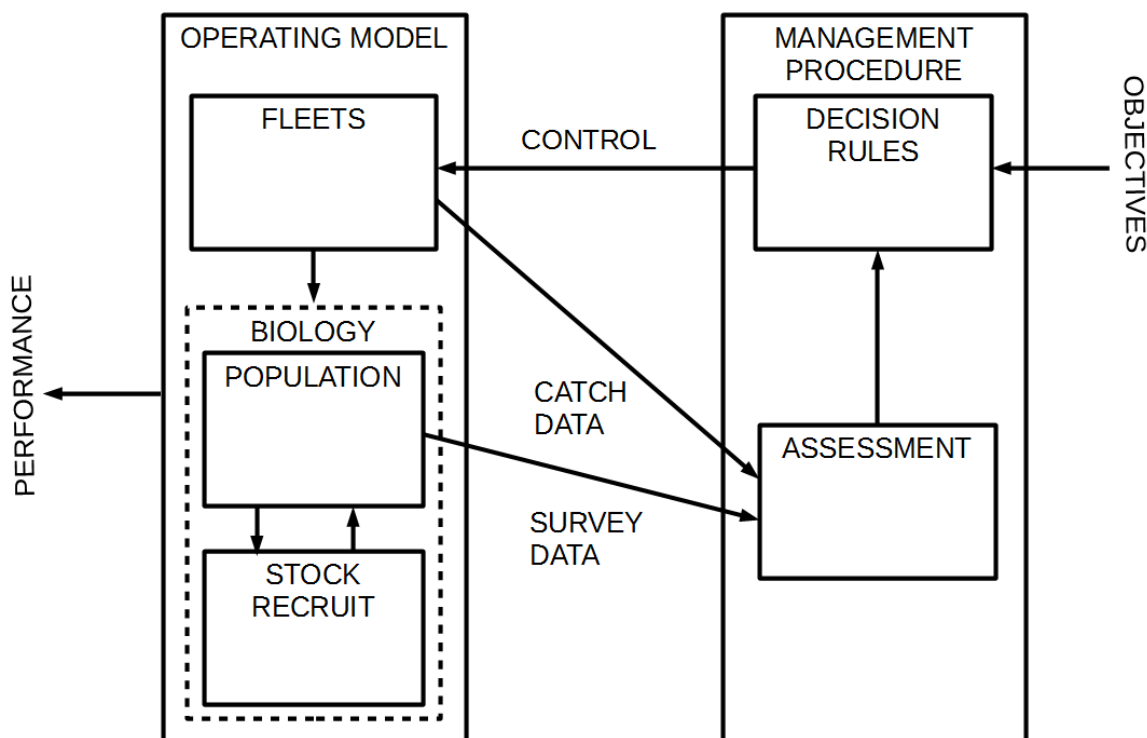 OPERATING MODEL
FLEETS
BIOLOGY
POPULATION
STOCK
RECRUIT
PERFORMANCE
CONTROL
CATCH
DATA
SURVEY
DATA
MANAGEMENT
PROCEDURE
DECISION
RULES
ASSESSMENT
OBJECTIVES